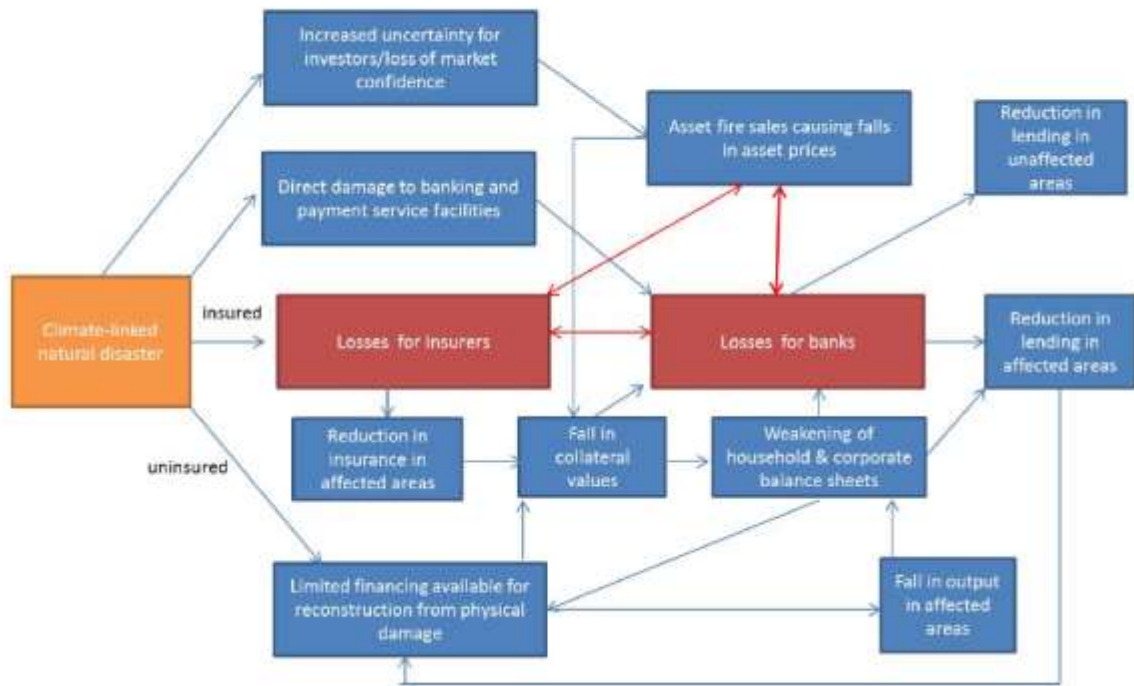 Increased uncertainty for
investors/loss of market
confidence
Asset fire sales causing falls
in asset prices
Reduction in
lending in
unaffected
areas
Direct damage to banking and
payment service facilities
insured
Climate-linked
natural disaster
Losses for insurers
Losses for banks
Reduction in
lending in
affected areas
Reduction in
insurance in
affected areas
Fall in
collateral
values
Weakening of
household & corporate
balance sheets
uninsured
Limited financing available for
reconstruction from physical
damage
Fall in output
in affected
areas